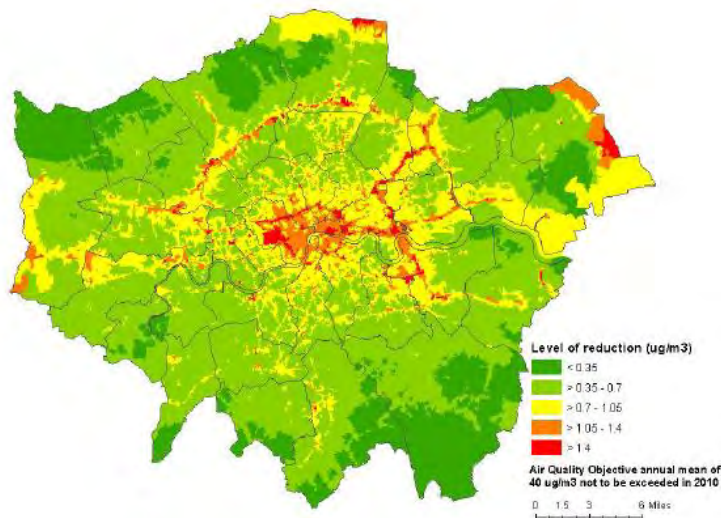 Level of reduction (ug/m3)
< 0.35
> 0.35 - 0.7
> 0.7 - 1.05
> 1.05 - 1.4
> 1.4
Air Quality Objective annual mean of
40 ug/m3 not to be exceeded in 2010
0 1.5 3 6 Miles